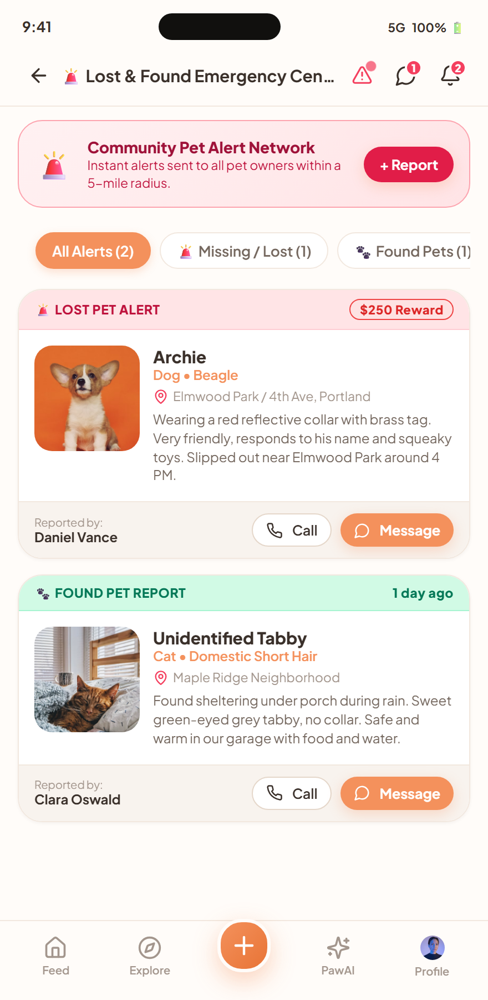 9:41
5G 100%
Lost & Found Emergency Cen...
1
2
Community Pet Alert Network
Instant alerts sent to all pet owners within a
5-mile radius.
+ Report
All Alerts (2)
Missing / Lost (1)
Found Pets (1)
LOST PET ALERT
$250 Reward
Archie
Dog • Beagle
Elmwood Park / 4th Ave, Portland
Wearing a red reflective collar with brass tag.
Very friendly, responds to his name and squeaky
toys. Slipped out near Elmwood Park around 4
PM.
Reported by:
Daniel Vance
Call
Message
FOUND PET REPORT
1 day ago
Unidentified Tabby
Cat • Domestic Short Hair
Maple Ridge Neighborhood
Found sheltering under porch during rain. Sweet
green-eyed grey tabby, no collar. Safe and
warm in our garage with food and water.
Reported by:
Clara Oswald
Call
Message
Feed
Explore
PawAI
Profile